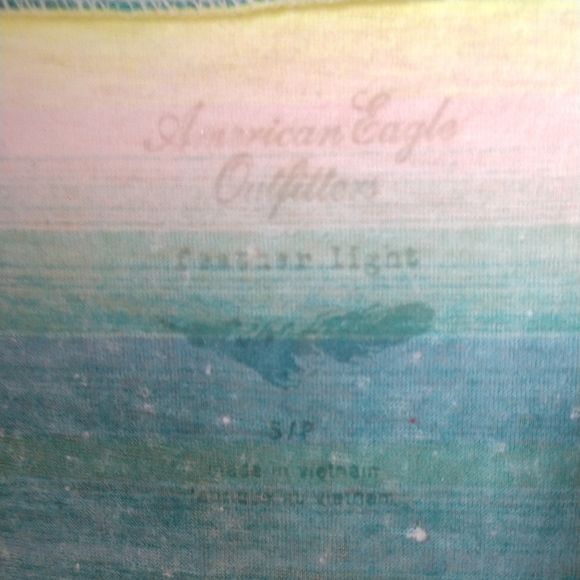 American Eagle
Outfitters
feather light
S/P
made in vietnam
fabriqué au vietnam